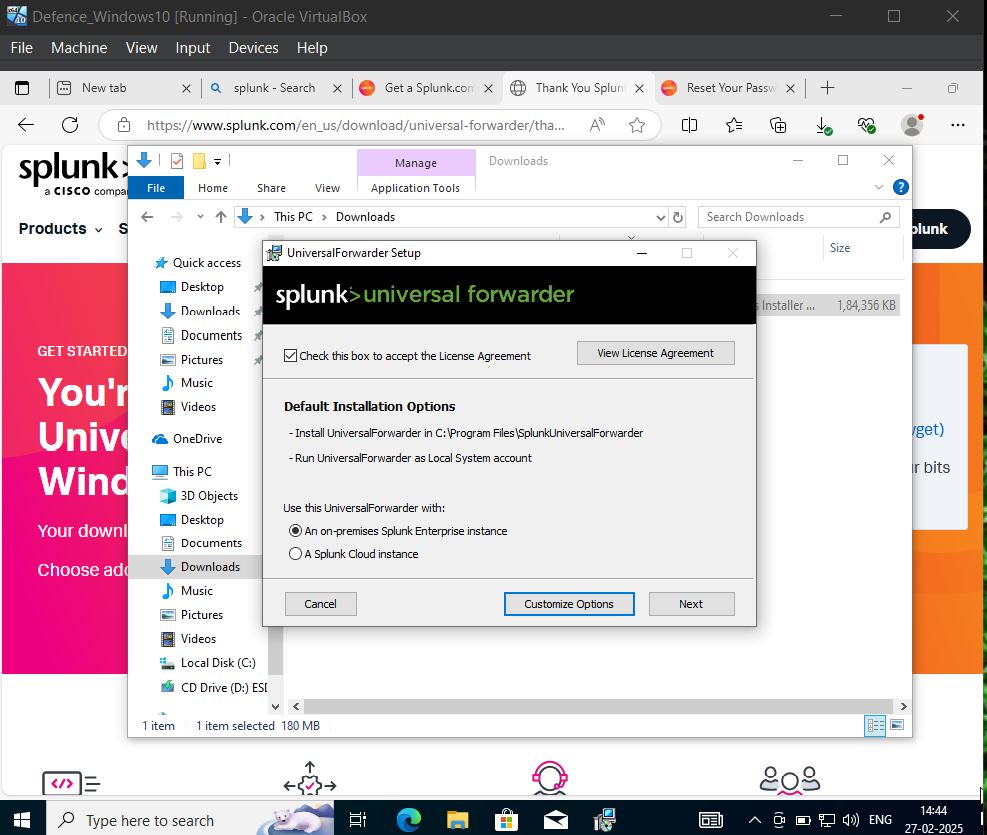 Defence_Windows10 [Running] - Oracle VirtualBox
File Machine View Input Devices Help
New tab
splunk - Search
Get a Splunk.com
Thank You Splun
Reset Your Passw
https://www.splunk.com/en_us/download/universal-forwarder/tha...
splunk>
a CISCO compa
Manage
Downloads
File Home Share View Application Tools
This PC > Downloads
Search Downloads
Products
S
plunk
Size
s Installer ... 1,84,356 KB
Quick access
Desktop
Downloads
Documents
Pictures
Music
Videos
OneDrive
This PC
3D Objects
Desktop
Documents
Downloads
Music
Pictures
Videos
Local Disk (C:)
CD Drive (D:) ESD
UniversalForwarder Setup
splunk>universal forwarder
Check this box to accept the License Agreement
View License Agreement
Default Installation Options
- Install UniversalForwarder in C:\Program Files\SplunkUniversalForwarder
- Run UniversalForwarder as Local System account
Use this UniversalForwarder with:
An on-premises Splunk Enterprise instance
A Splunk Cloud instance
Cancel
Customize Options
Next
GET STARTED
You'r
Unive
Wind
Your downl
Choose add
wget)
ir bits
1 item 1 item selected 180 MB
Type here to search
ENG
14:44
27-02-2025